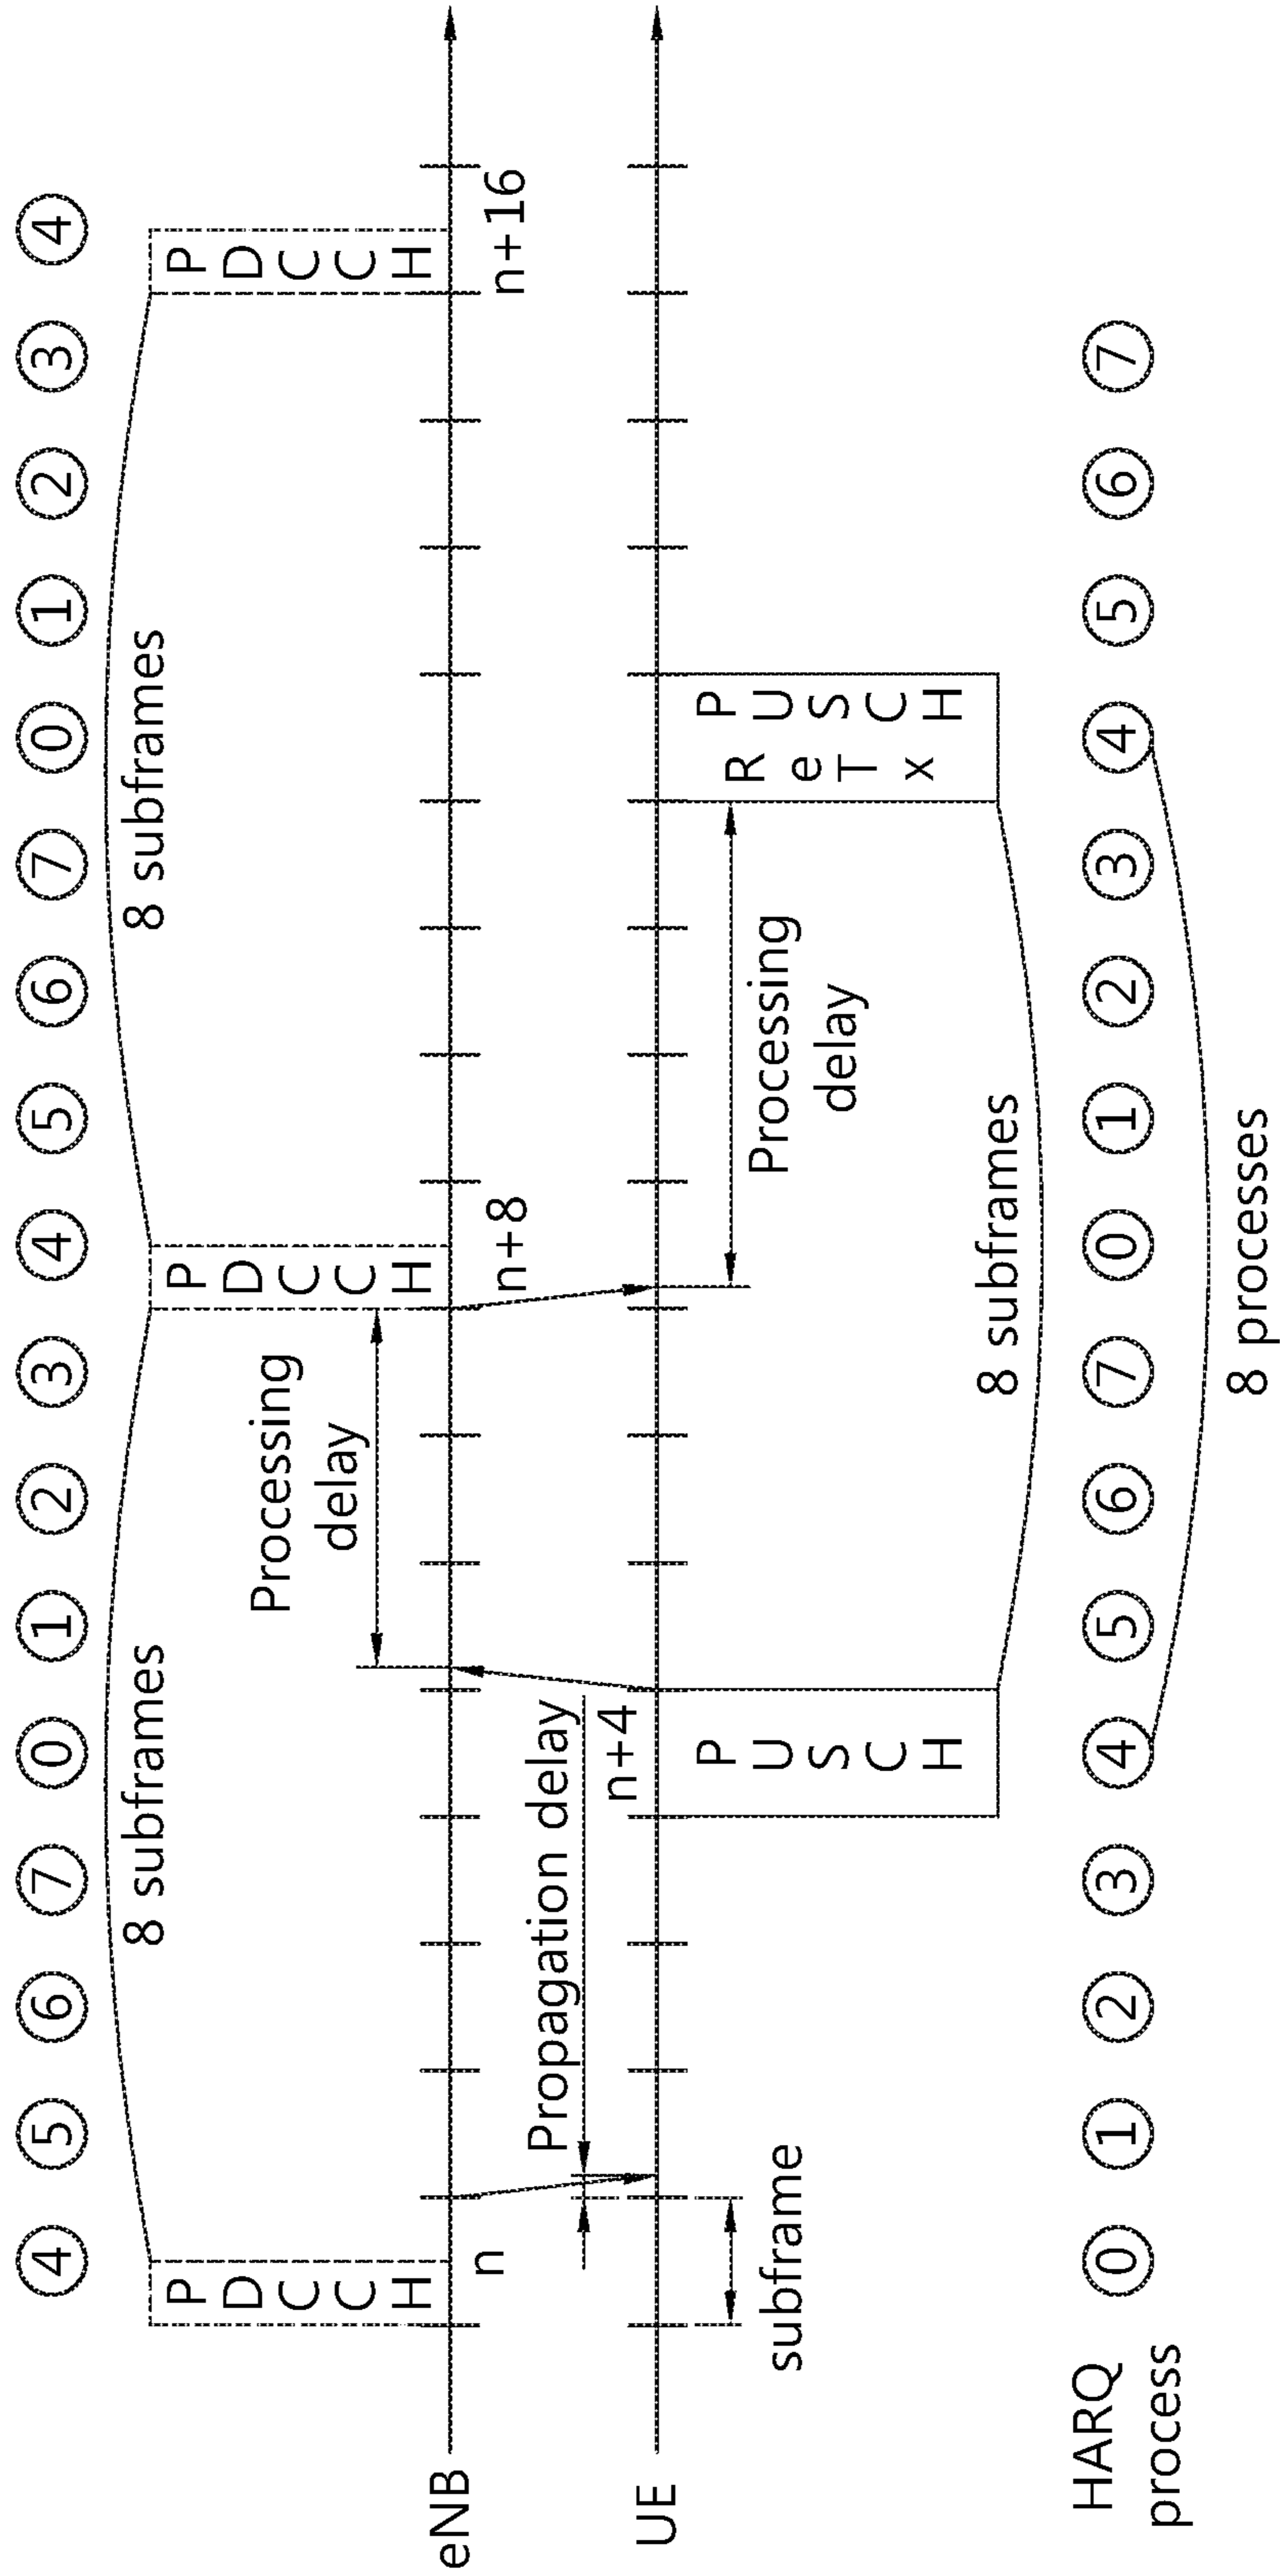 ④ ⑤ ⑥ ⑦ ⓪ ① ② ③ ④ ⑤ ⑥ ⑦ ⓪ ① ② ③ ④
8 subframes
8 subframes
PDCCH
PDCCH
PDCCH
Processing
delay
eNB
n
n+8
n+16
Propagation delay
n+4
UE
subframe
PUSCH
Processing
delay
PUSCH
ReTx
8 subframes
HARQ
process
⓪ ① ② ③ ④ ⑤ ⑥ ⑦ ⓪ ① ② ③ ④ ⑤ ⑥ ⑦
8 processes